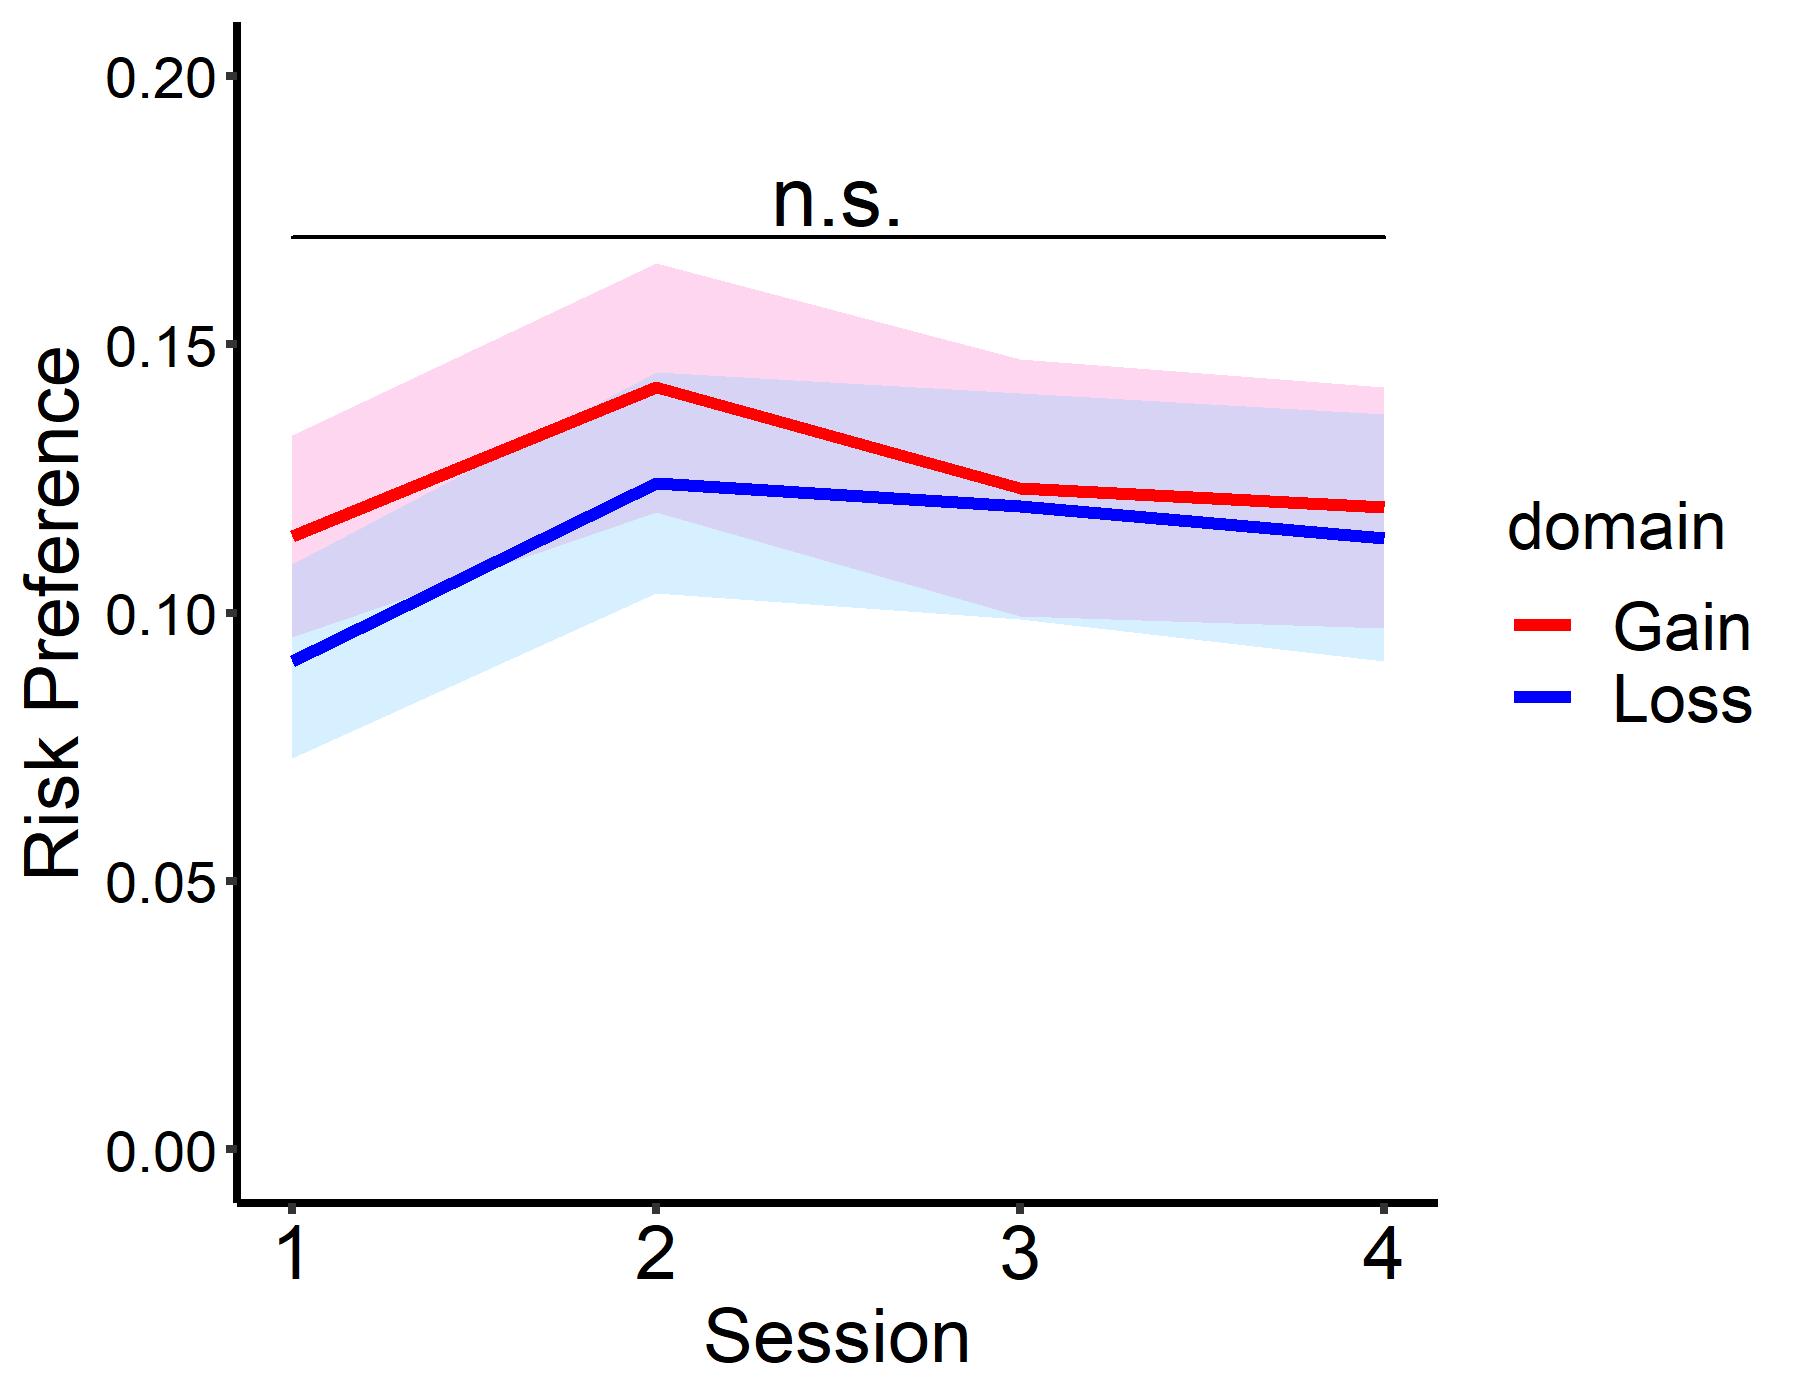 0.20
n.s.
0.15
0.10
0.05
0.00
Risk Preference
1 2 3 4
Session
domain
Gain
Loss